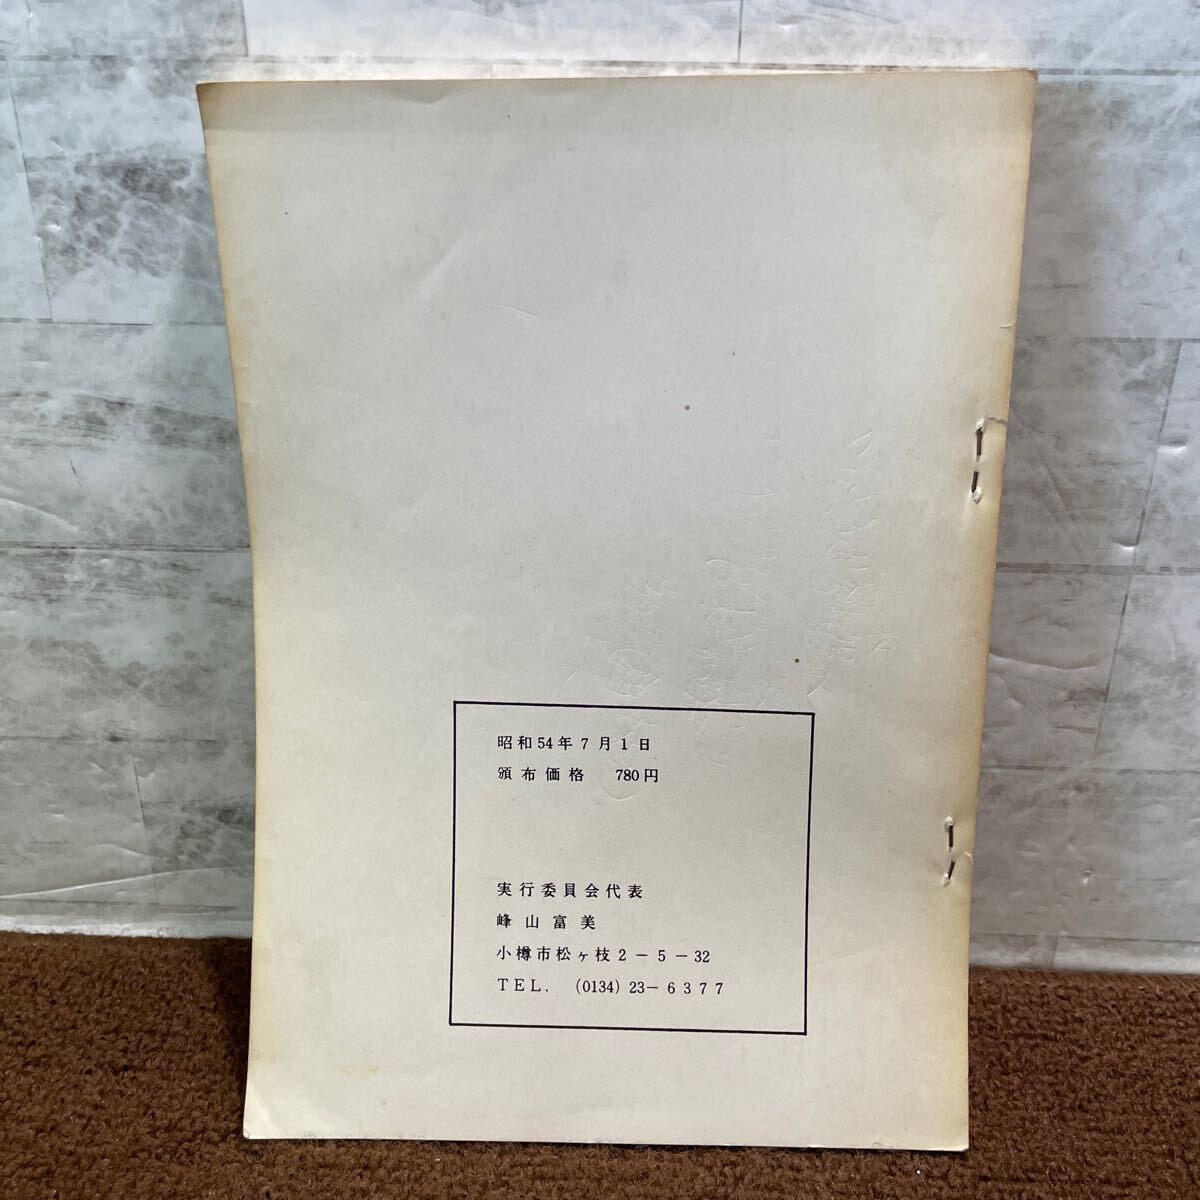 昭和54年7月1日
頒布価格 780円
実行委員会代表
峰山富美
小樽市松ヶ枝2-5-32
TEL. (0134) 23-6377